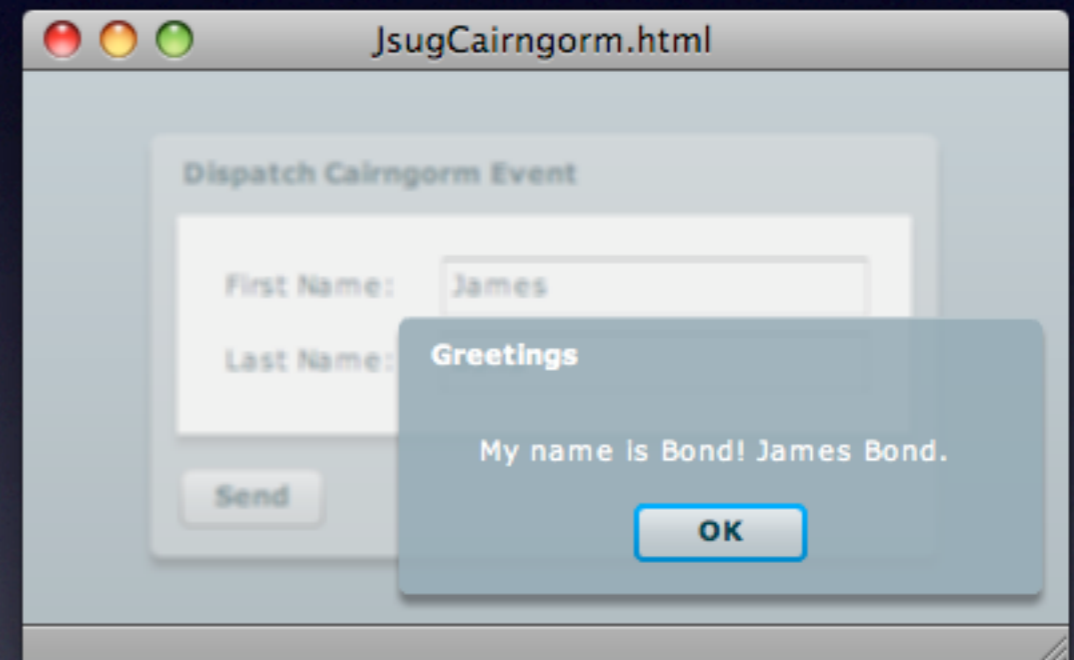 JsugCairngorm.html
Dispatch Cairngorm Event
First Name: James
Last Name:
Greetings
My name is Bond! James Bond.
Send
OK